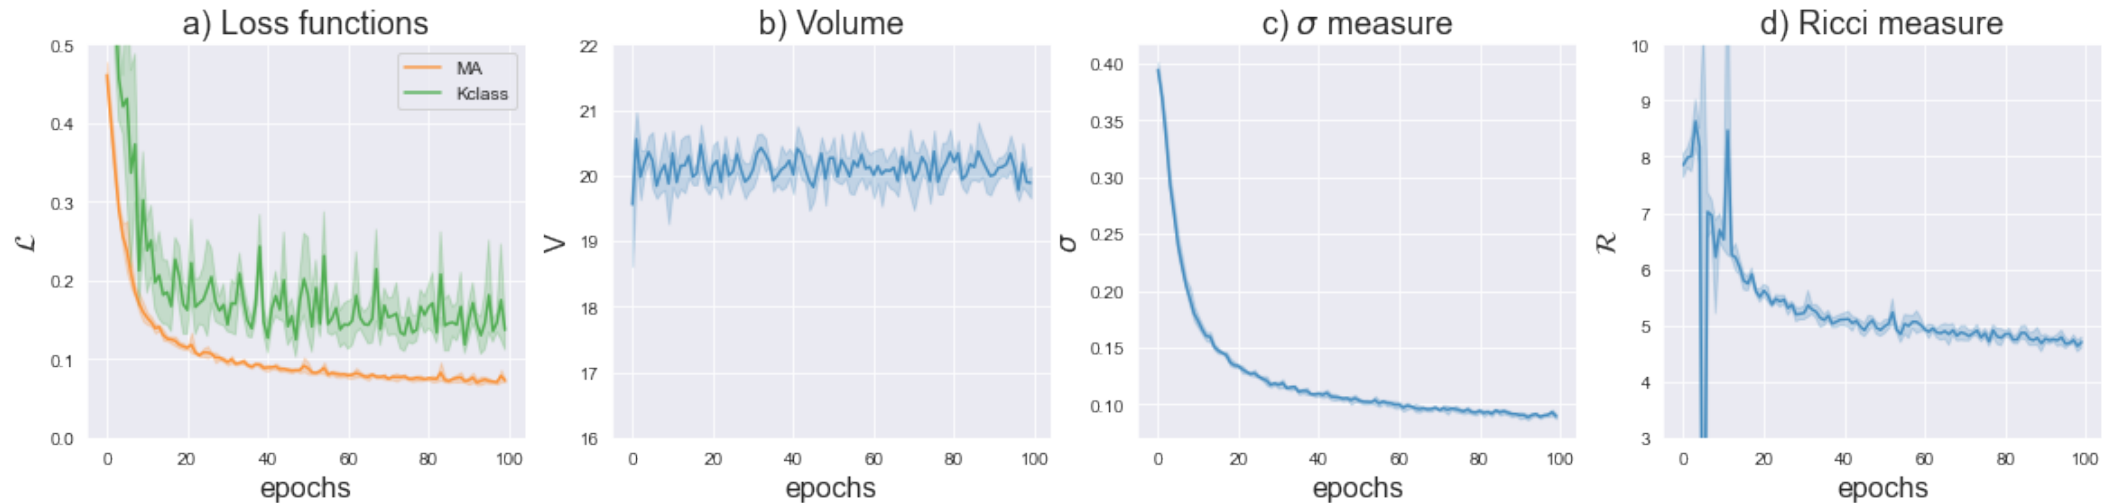 a) Loss functions
0.5
0.4
0.3
0.2
0.1
0.0
ℒ
MA
Kclass
0 20 40 60 80 100
epochs
b) Volume
22
21
20
19
18
17
16
V
0 20 40 60 80 100
epochs
c) σ measure
0.40
0.35
0.30
0.25
0.20
0.15
0.10
σ
0 20 40 60 80 100
epochs
d) Ricci measure
10
9
8
7
6
5
4
3
ℛ
0 20 40 60 80 100
epochs